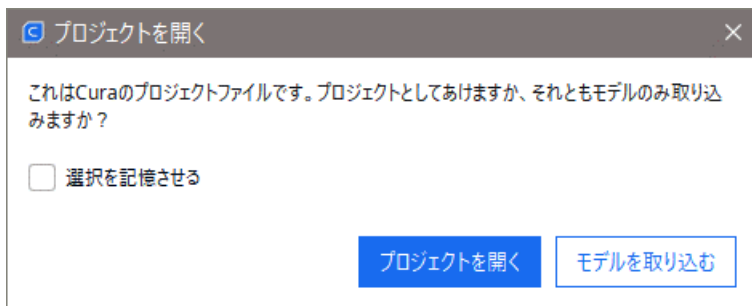 プロジェクトを開く
これはCuraのプロジェクトファイルです。プロジェクトとしてあけますか、それともモデルのみ取り込
みますか？
選択を記憶させる
プロジェクトを開く
モデルを取り込む